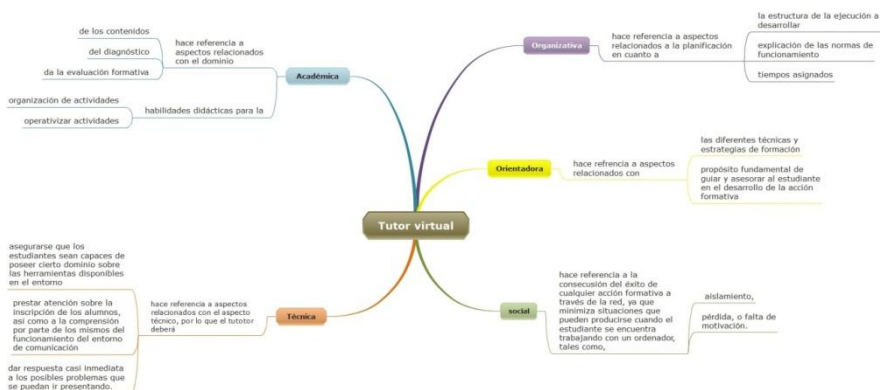 de los contenidos
del diagnóstico
da la evaluación formativa
hace referencia a
aspectos relacionados
con el dominio
Académica
organización de actividades
operativizar actividades
habilidades didácticas para la
Organizativa
hace referencia a aspectos
relacionados a la planificación
en cuanto a
la estructura de la ejecución a
desarrollar
explicación de las normas de
funcionamiento
tiempos asignados
Orientadora
hace refrencia a aspectos
relacionados con
las diferentes técnicas y
estrategias de formación
propósito fundamental de
guiar y asesorar al estudiante
en el desarrollo de la acción
formativa
Tutor virtual
asegurarse que los
estudiantes sean capaces de
poseer cierto dominio sobre
las herramientas disponibles
en el entorno
prestar atención sobre la
inscripción de los alumnos,
así como a la comprensión
por parte de los mismos del
funcionamiento del entorno
de comunicación
dar respuesta casi inmediata
a los posibles problemas que
se puedan ir presentando.
hace referencia a aspectos
relacionados con el aspecto
técnico, por lo que el tutotor
deberá
Técnica
social
hace referencia a la
consecusión del éxito de
cualquier acción formativa a
través de la red, ya que
minimiza situaciones que
pueden producirse cuando el
estudiante se encuentra
trabajando con un ordenador,
tales como,
aislamiento,
pérdida, o falta de
motivación.